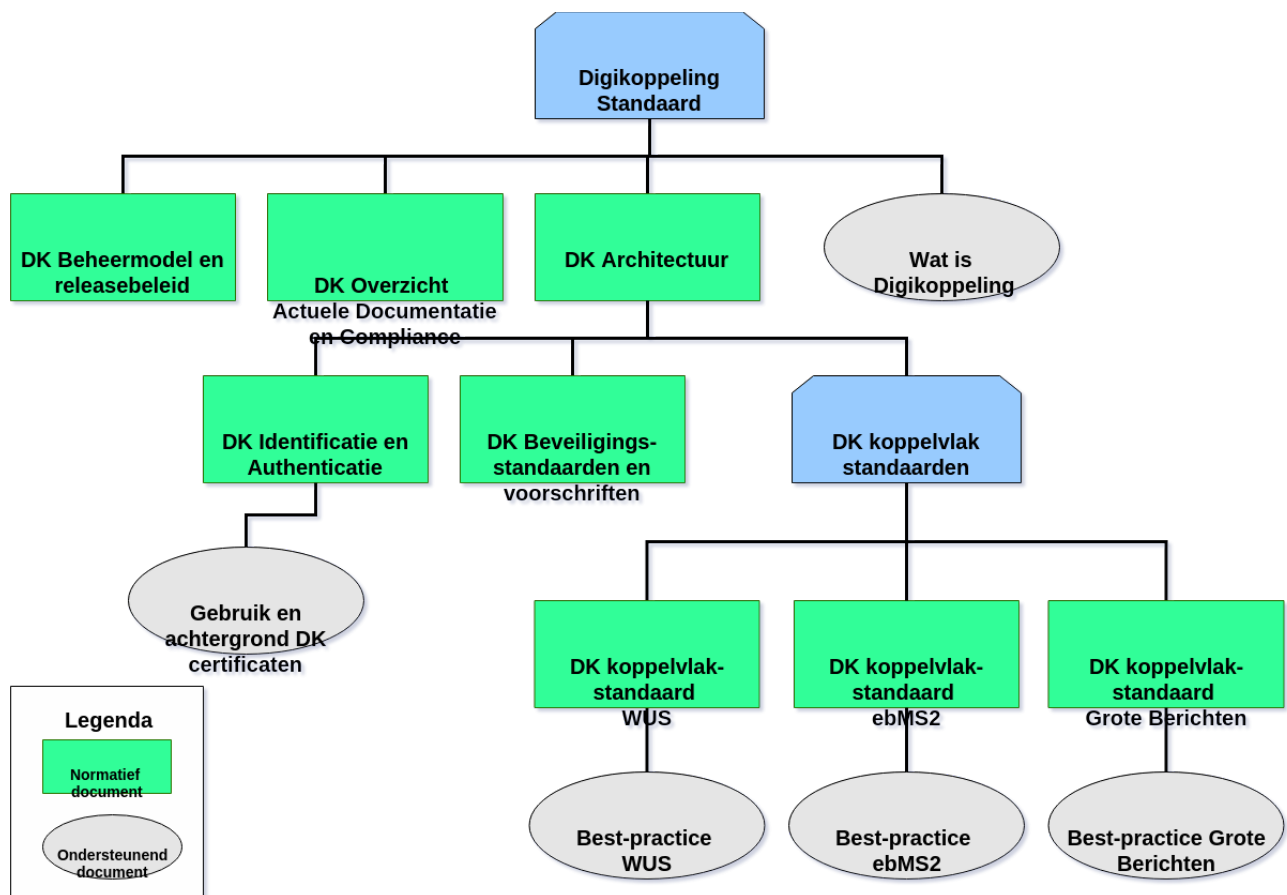 Digikoppeling
Standaard
DK Beheermodel en
releasebeleid
DK Overzicht
Actuele Documentatie
en Compliance
DK Architectuur
Wat is
Digikoppeling
DK Identificatie en
Authenticatie
DK Beveiligings-
standaarden en
voorschriften
DK koppelvlak
standaarden
Gebruik en
achtergrond DK
certificaten
DK koppelvlak-
standaard
WUS
DK koppelvlak-
standaard
ebMS2
DK koppelvlak-
standaard
Grote Berichten
Best-practice
WUS
Best-practice
ebMS2
Best-practice Grote
Berichten
Legenda
Normatief
document
Ondersteunend
document